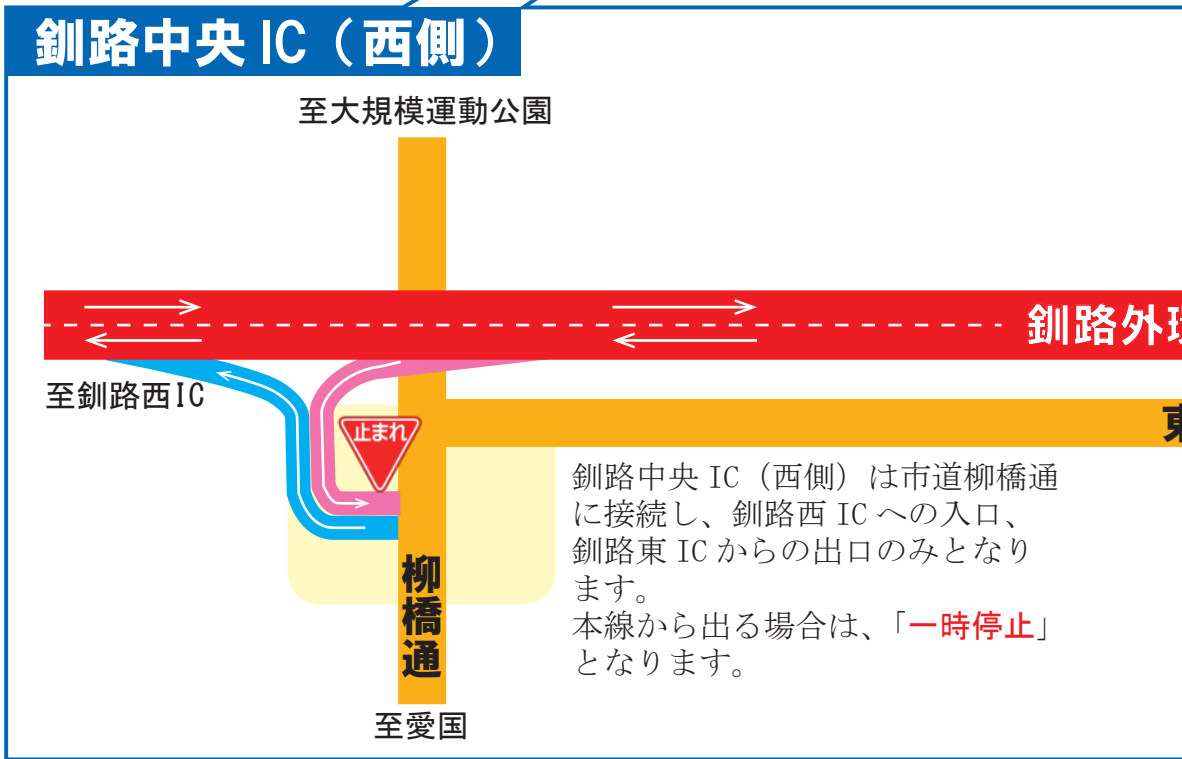 釧路中央IC（西側）
至大規模運動公園
釧路外
至釧路西IC
止まれ
東
釧路中央 IC（西側）は市道柳橋通
に接続し、釧路西 IC への入口、
釧路東 IC からの出口のみとなり
ます。
本線から出る場合は、「一時停止」
となります。
柳橋通
至愛国